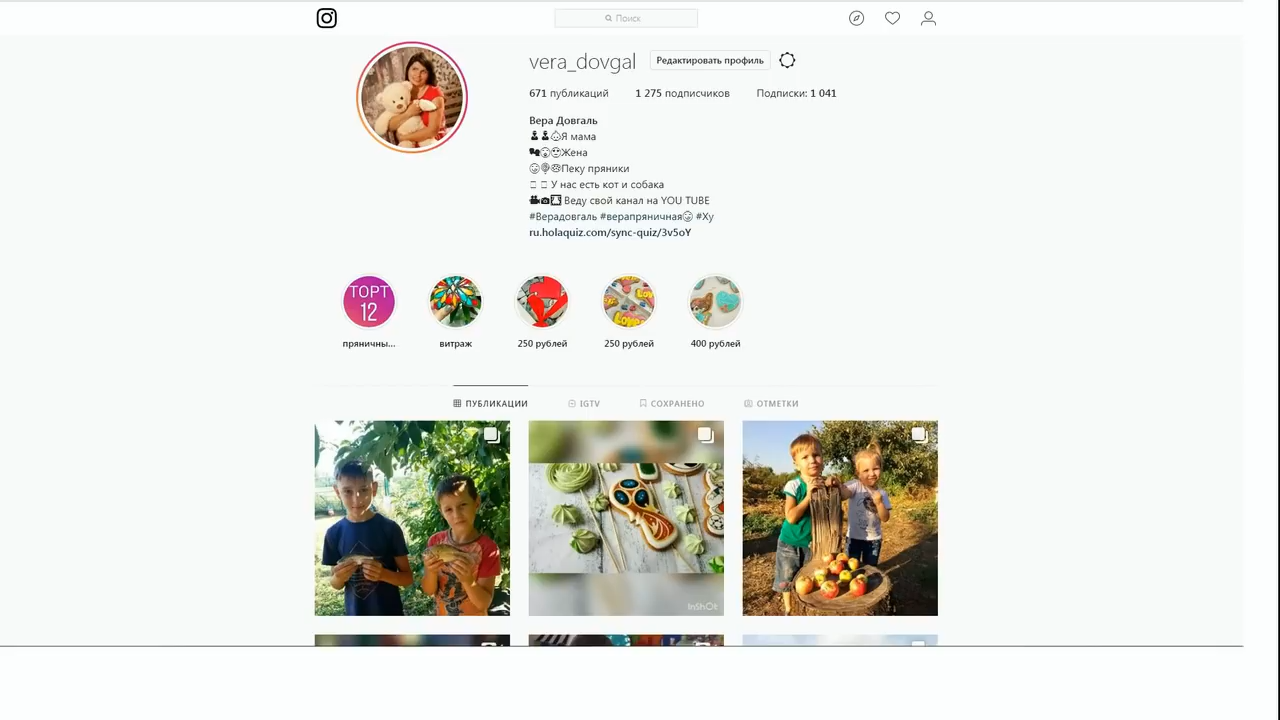 Поиск
vera_dovgal Редактировать профиль
671 публикаций 1 275 подписчиков Подписки: 1 041
Вера Довгаль
Я мама
Жена
Пеку пряники
У нас есть кот и собака
Веду свой канал на YOU TUBE
#Верадовгаль #верапряничная #Ху
ru.holaquiz.com/sync-quiz/3v5oY
ТОРТ
12
пряничны... витраж 250 рублей 250 рублей 400 рублей
ПУБЛИКАЦИИ IGTV СОХРАНЕНО ОТМЕТКИ
InShOt